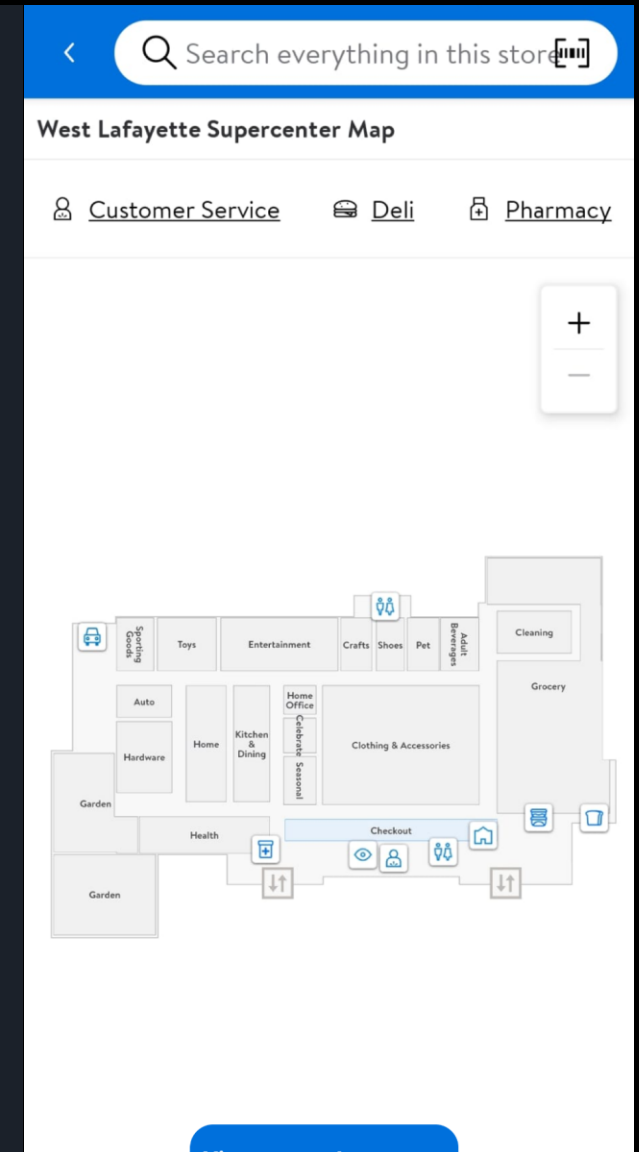 Search everything in this store
West Lafayette Supercenter Map
Customer Service
Deli
Pharmacy
+
−
Cleaning
Sporting
Goods
Toys
Entertainment
Crafts
Shoes
Pet
Adult
Beverages
Grocery
Auto
Home
Office
Home
Kitchen
&
Dining
Celebrate
Clothing & Accessories
Hardware
Seasonal
Garden
Health
Checkout
Garden